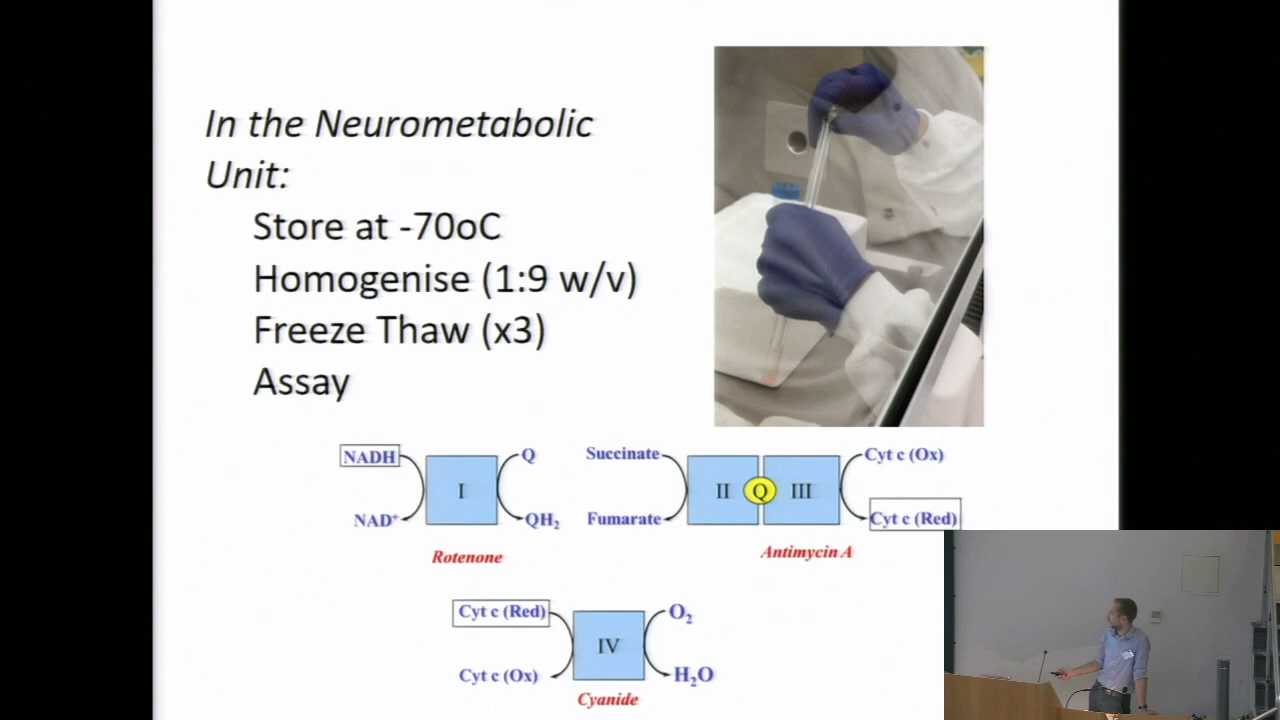 In the Neurometabolic
Unit:
Store at -70oC
Homogenise (1:9 w/v)
Freeze Thaw (x3)
Assay
NADH
I
Q
NAD⁺
QH₂
Rotenone
Succinate
II
Q
III
Cyt c (Ox)
Fumarate
Cyt c (Red)
Antimycin A
Cyt c (Red)
IV
O₂
Cyt c (Ox)
H₂O
Cyanide